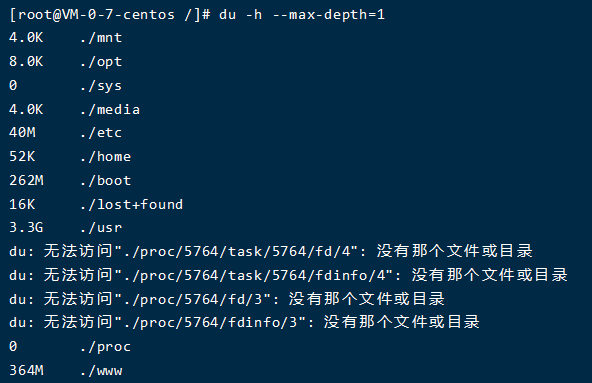 [root@VM-0-7-centos /]# du -h --max-depth=1
4.0K    ./mnt
8.0K    ./opt
0       ./sys
4.0K    ./media
40M     ./etc
52K     ./home
262M    ./boot
16K     ./lost+found
3.3G    ./usr
du: 无法访问"./proc/5764/task/5764/fd/4": 没有那个文件或目录
du: 无法访问"./proc/5764/task/5764/fdinfo/4": 没有那个文件或目录
du: 无法访问"./proc/5764/fd/3": 没有那个文件或目录
du: 无法访问"./proc/5764/fdinfo/3": 没有那个文件或目录
0       ./proc
364M    ./www